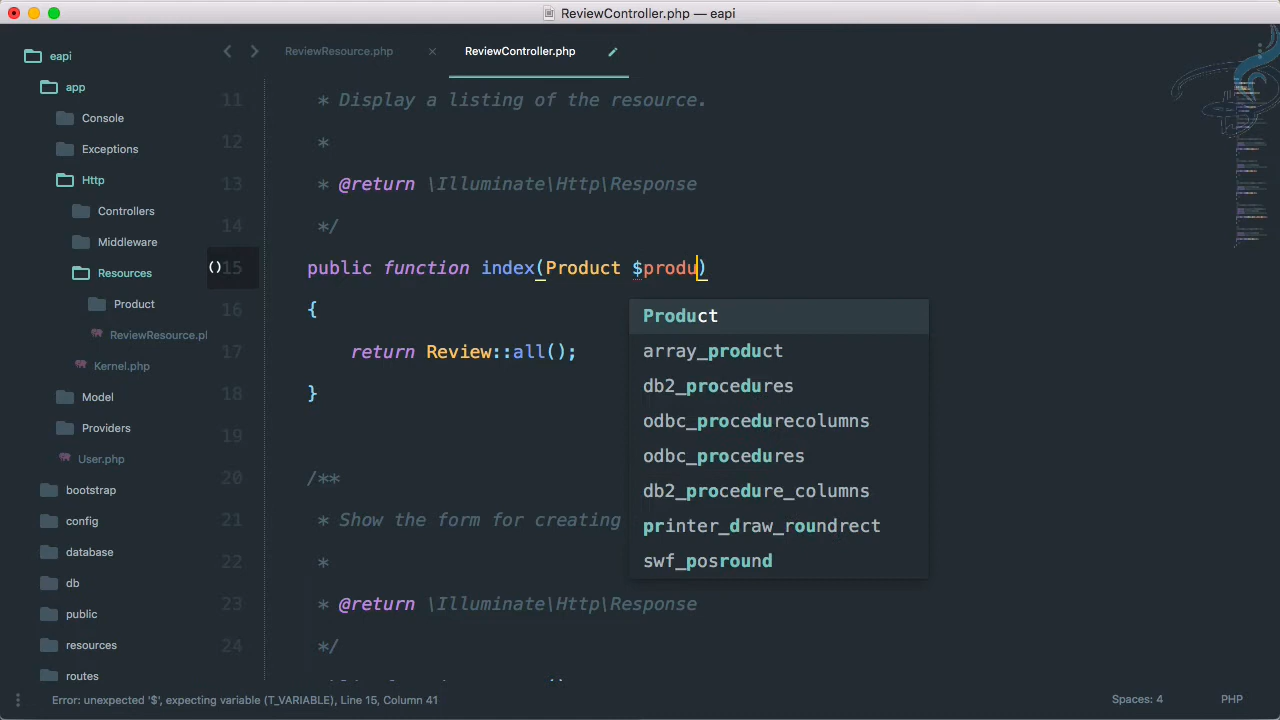 ReviewController.php — eapi
eapi
app
Console
Exceptions
Http
Controllers
Middleware
Resources
Product
ReviewResource.pl
Kernel.php
Model
Providers
User.php
bootstrap
config
database
db
public
resources
routes
ReviewResource.php ×
ReviewController.php
11 * Display a listing of the resource.
12 *
13 * @return \Illuminate\Http\Response
14 */
() 15 public function index(Product $produ)
16 {
17 return Review::all();
18 }
19
20 /**
21 * Show the form for creating
22 *
23 * @return \Illuminate\Http\Response
24 */
Product
array_product
db2_procedures
odbc_procedurecolumns
odbc_procedures
db2_procedure_columns
printer_draw_roundrect
swf_posround
Error: unexpected '$', expecting variable (T_VARIABLE), Line 15, Column 41
Spaces: 4 PHP